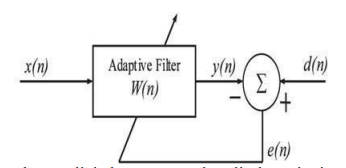 x(n)
Adaptive Filter
W(n)
y(n)
d(n)
Σ
−
+
e(n)